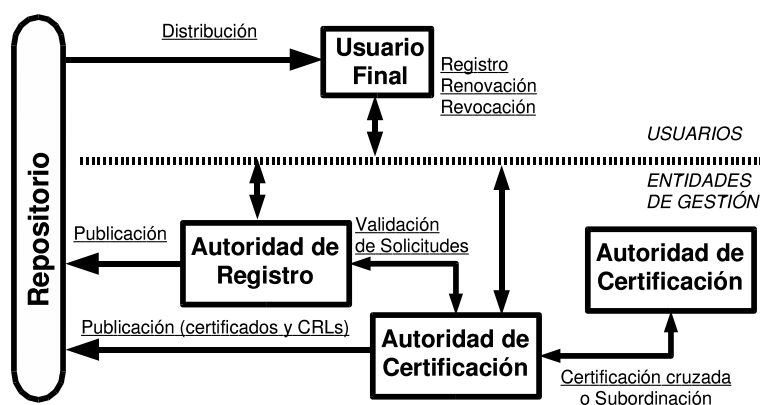 Distribución
Usuario
Final
Registro
Renovación
Revocación
USUARIOS
ENTIDADES
DE GESTIÓN
Repositorio
Publicación
Autoridad de
Registro
Validación
de Solicitudes
Autoridad de
Certificación
Publicación (certificados y CRLs)
Autoridad de
Certificación
Certificación cruzada
o Subordinación